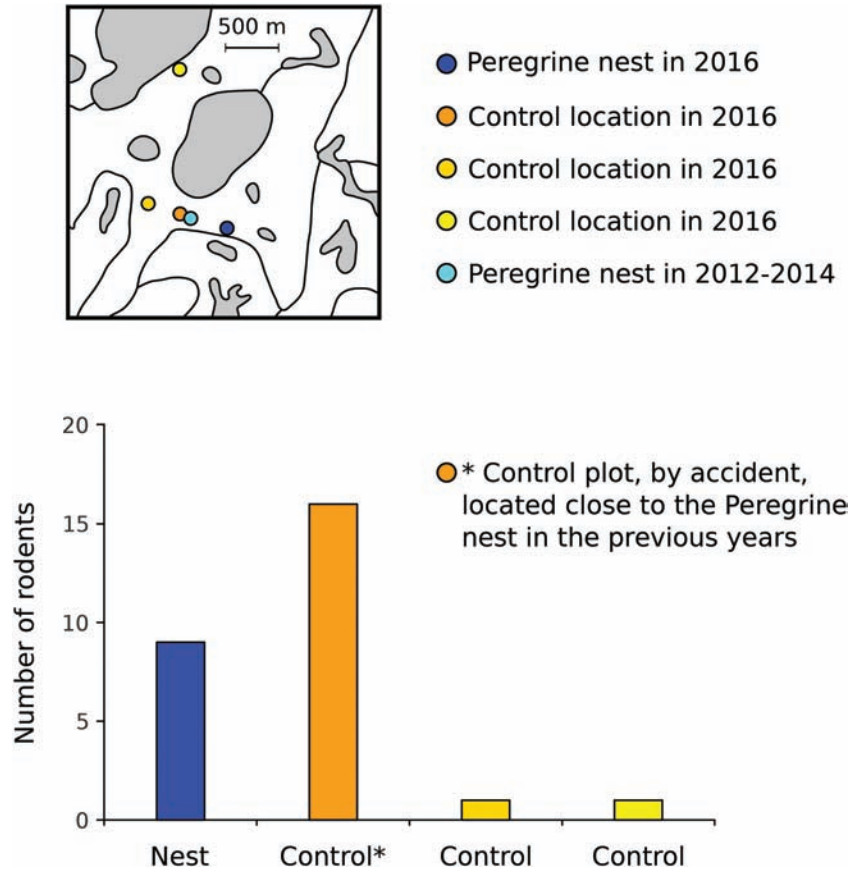 500 m
Peregrine nest in 2016
Control location in 2016
Control location in 2016
Control location in 2016
Peregrine nest in 2012-2014
20
15
10
5
0
Number of rodents
* Control plot, by accident,
located close to the Peregrine
nest in the previous years
Nest
Control*
Control
Control